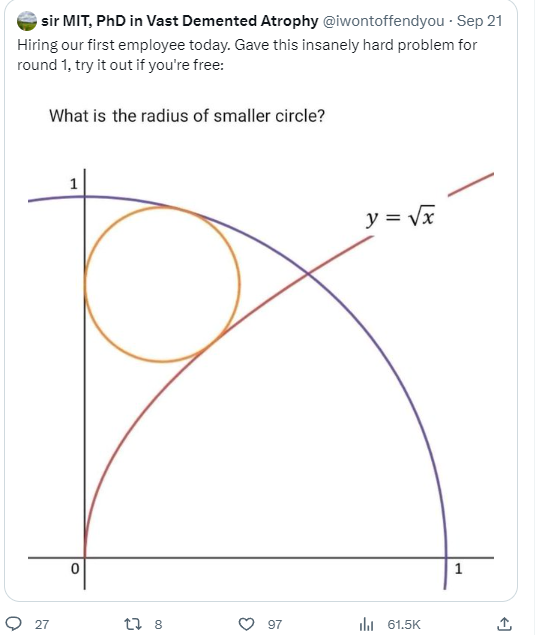 sir MIT, PhD in Vast Demented Atrophy @iwontoffendyou · Sep 21
Hiring our first employee today. Gave this insanely hard problem for
round 1, try it out if you're free:
What is the radius of smaller circle?
1
y = √x
0
1
27 8 97 61.5K